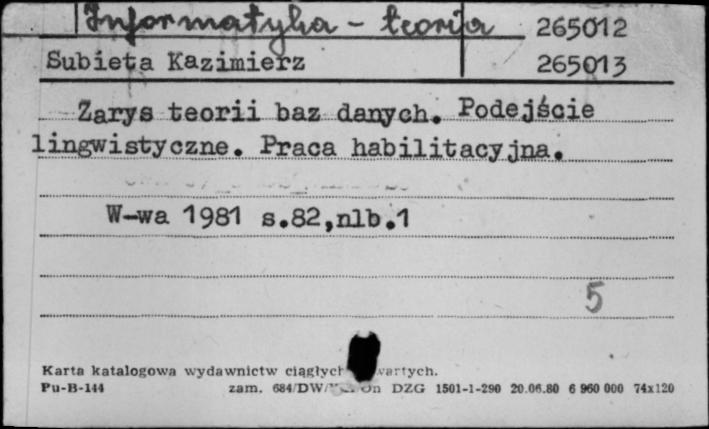 Informatyka - teorija 265012
Subieta Kazimierz 265013
Zarys teorii baz danych. Podejście
lingwistyczne. Praca habilitacyjna.
W-wa 1981 s.82,nlb.1
5
Karta katalogowa wydawnictw ciągłych
Pu-B-144 zam. 684/DW/ DZG 1501-1-290 20.06.80 6 960 000 74x120